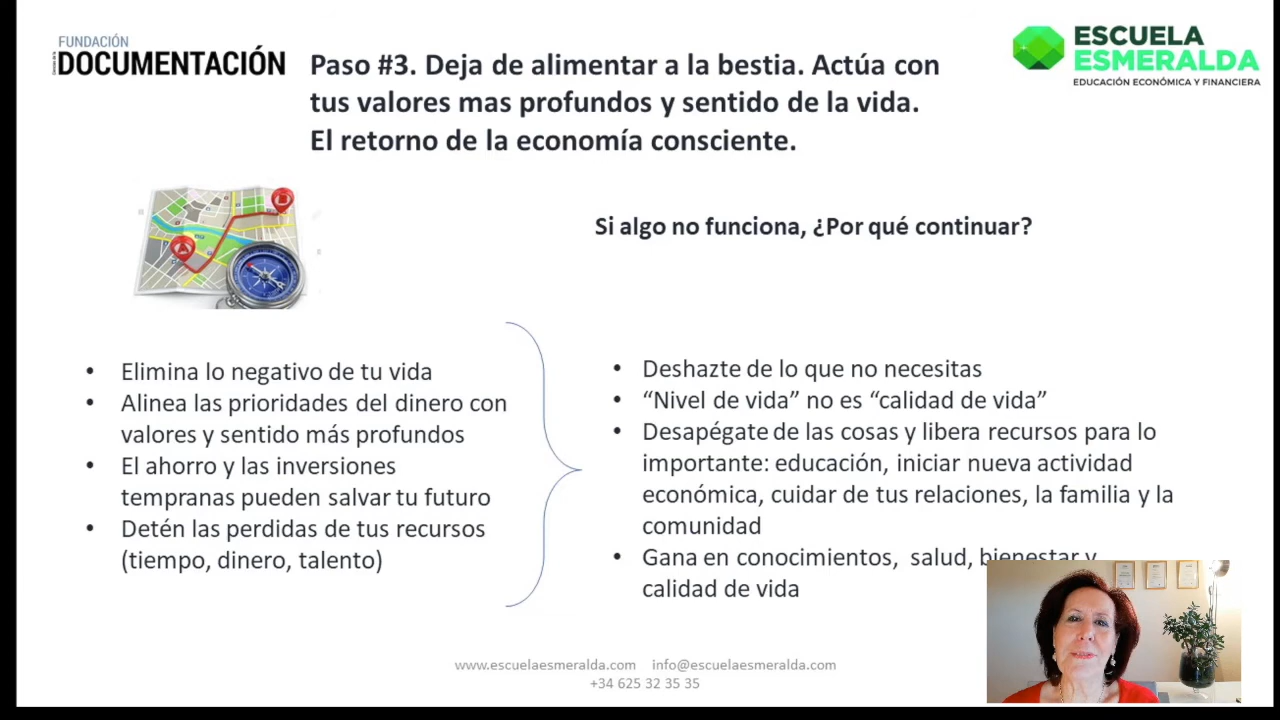 FUNDACIÓN
DOCUMENTACIÓN
ESCUELA
ESMERALDA
EDUCACIÓN ECONÓMICA Y FINANCIERA
Paso #3. Deja de alimentar a la bestia. Actúa con
tus valores mas profundos y sentido de la vida.
El retorno de la economía consciente.
Si algo no funciona, ¿Por qué continuar?
• Elimina lo negativo de tu vida
• Alinea las prioridades del dinero con
valores y sentido más profundos
• El ahorro y las inversiones
tempranas pueden salvar tu futuro
• Detén las perdidas de tus recursos
(tiempo, dinero, talento)
• Deshazte de lo que no necesitas
• “Nivel de vida” no es “calidad de vida”
• Desapégate de las cosas y libera recursos para lo
importante: educación, iniciar nueva actividad
económica, cuidar de tus relaciones, la familia y la
comunidad
• Gana en conocimientos, salud, bienestar y
calidad de vida
www.escuelaesmeralda.com info@escuelaesmeralda.com
+34 625 32 35 35